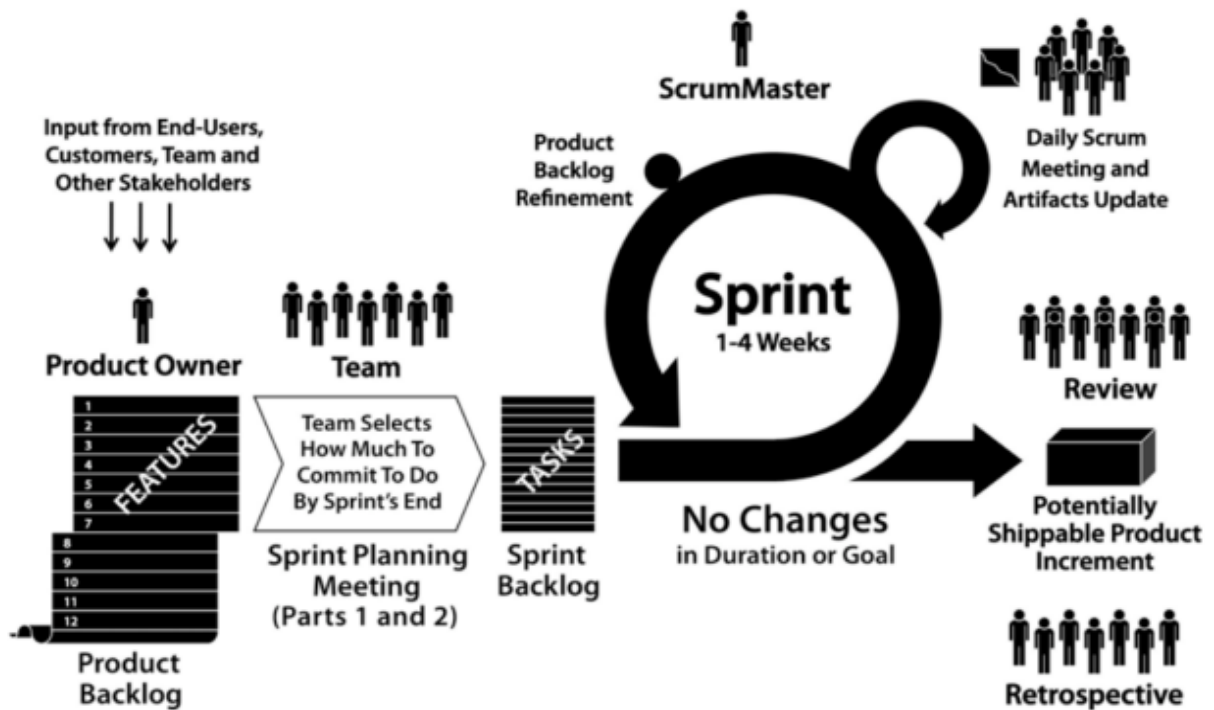 Input from End-Users,
Customers, Team and
Other Stakeholders
Product Owner
1
2
3
4
5
6
7
FEATURES
8
9
10
11
12
Product
Backlog
Team
Team Selects
How Much To
Commit To Do
By Sprint's End
Sprint Planning
Meeting
(Parts 1 and 2)
TASKS
Sprint
Backlog
Product
Backlog
Refinement
ScrumMaster
Sprint
1-4 Weeks
No Changes
in Duration or Goal
Daily Scrum
Meeting and
Artifacts Update
Review
Potentially
Shippable Product
Increment
Retrospective